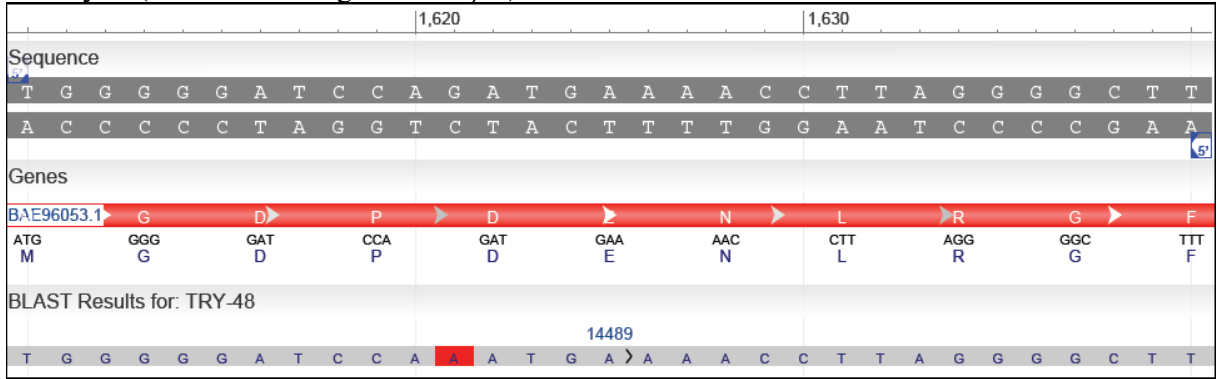 1,620 1,630
Sequence
5'
T G G G G G A T C C A G A T G A A A A C C T T A G G G G C T T
A C C C C C T A G G T C T A C T T T T G G A A T C C C C G A A
5'
Genes
BAE96053.1 G D P D E N L R G F
ATG GGG GAT CCA GAT GAA AAC CTT AGG GGC TTT
M G D P D E N L R G F
BLAST Results for: TRY-48
14489
T G G G G G A T C C A A A T G A A A A C C T T A G G G G C T T